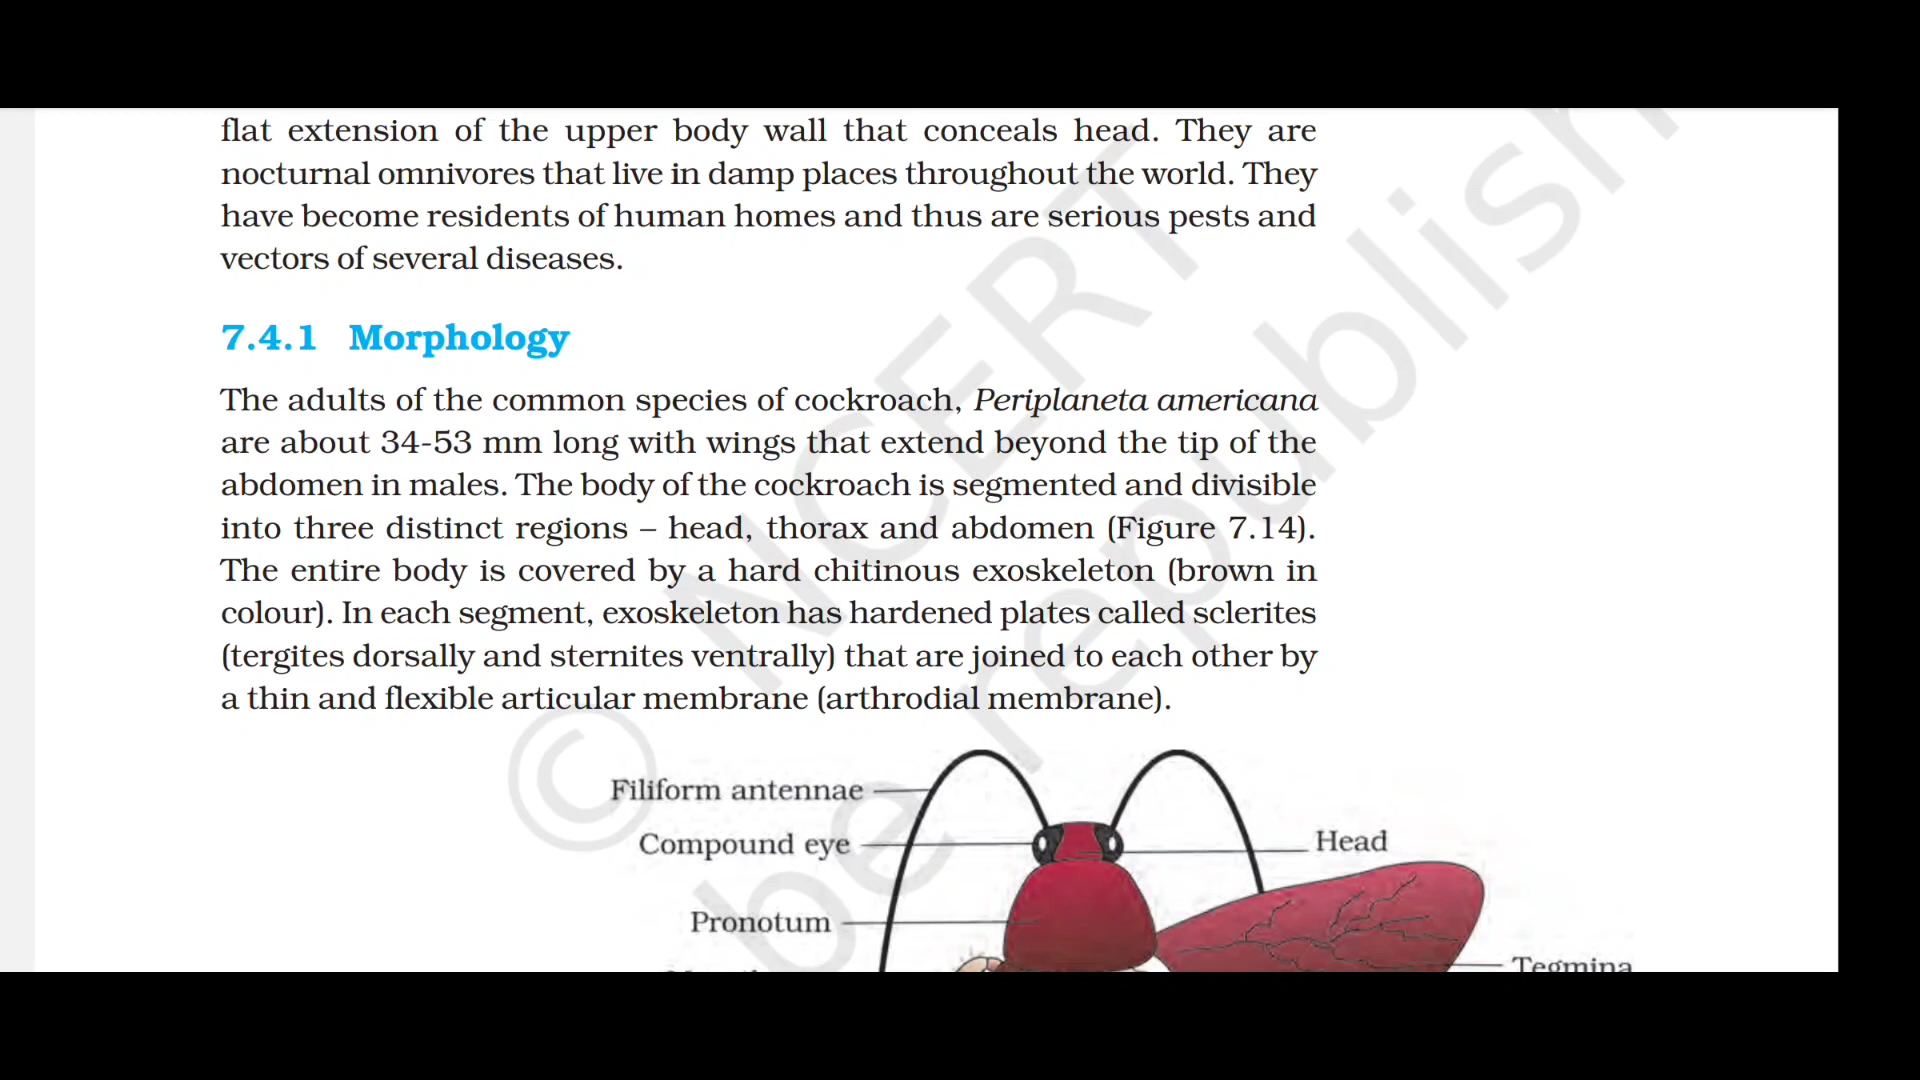 flat extension of the upper body wall that conceals head. They are
nocturnal omnivores that live in damp places throughout the world. They
have become residents of human homes and thus are serious pests and
vectors of several diseases.
7.4.1 Morphology
The adults of the common species of cockroach, Periplaneta americana
are about 34-53 mm long with wings that extend beyond the tip of the
abdomen in males. The body of the cockroach is segmented and divisible
into three distinct regions – head, thorax and abdomen (Figure 7.14).
The entire body is covered by a hard chitinous exoskeleton (brown in
colour). In each segment, exoskeleton has hardened plates called sclerites
(tergites dorsally and sternites ventrally) that are joined to each other by
a thin and flexible articular membrane (arthrodial membrane).
Filiform antennae
Compound eye
Head
Pronotum
Tegmina
© NCERT
be republish